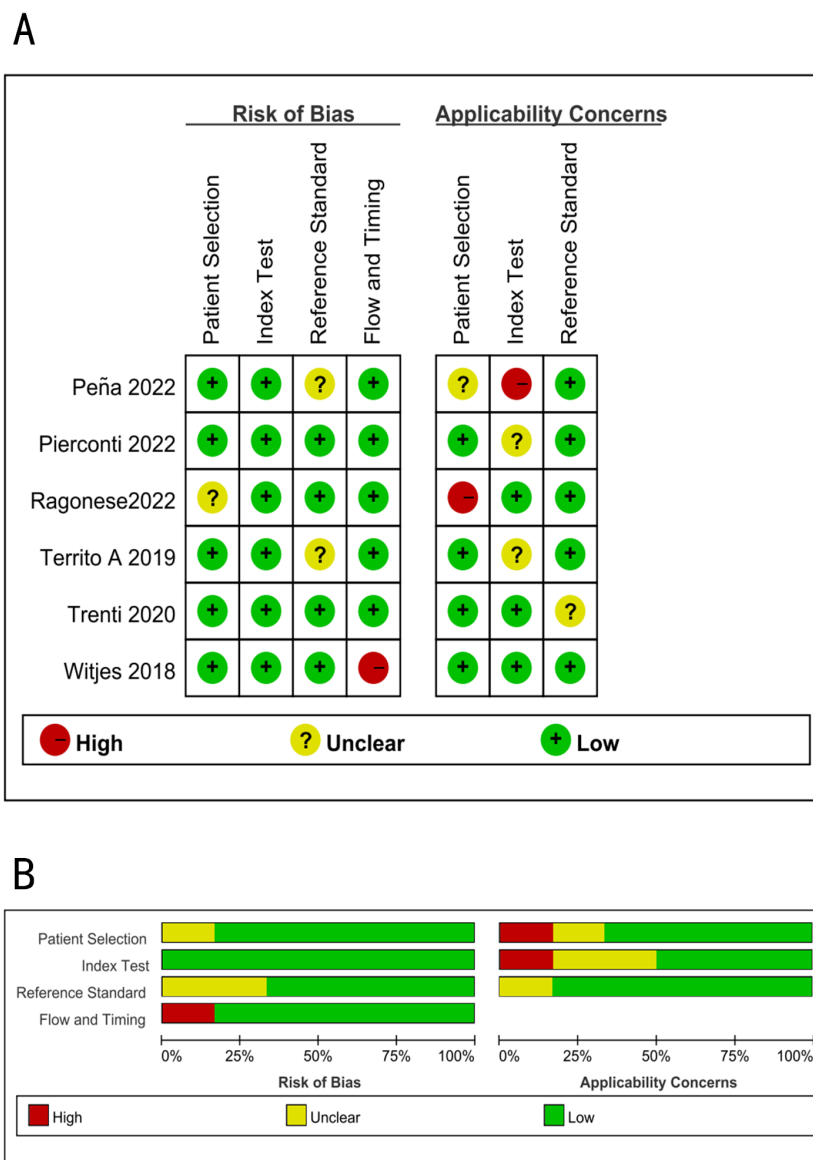 A
Risk of Bias
Applicability Concerns
Patient Selection
Index Test
Reference Standard
Flow and Timing
Patient Selection
Index Test
Reference Standard
Peña 2022 + + ? + ? - +
Pierconti 2022 + + + + + ? +
Ragonese2022 ? + + + - + +
Territo A 2019 + + ? + + ? +
Trenti 2020 + + + + + + ?
Witjes 2018 + + + - + + +
- High ? Unclear + Low
B
Patient Selection
Index Test
Reference Standard
Flow and Timing
0% 25% 50% 75% 100% 0% 25% 50% 75% 100%
Risk of Bias Applicability Concerns
High Unclear Low